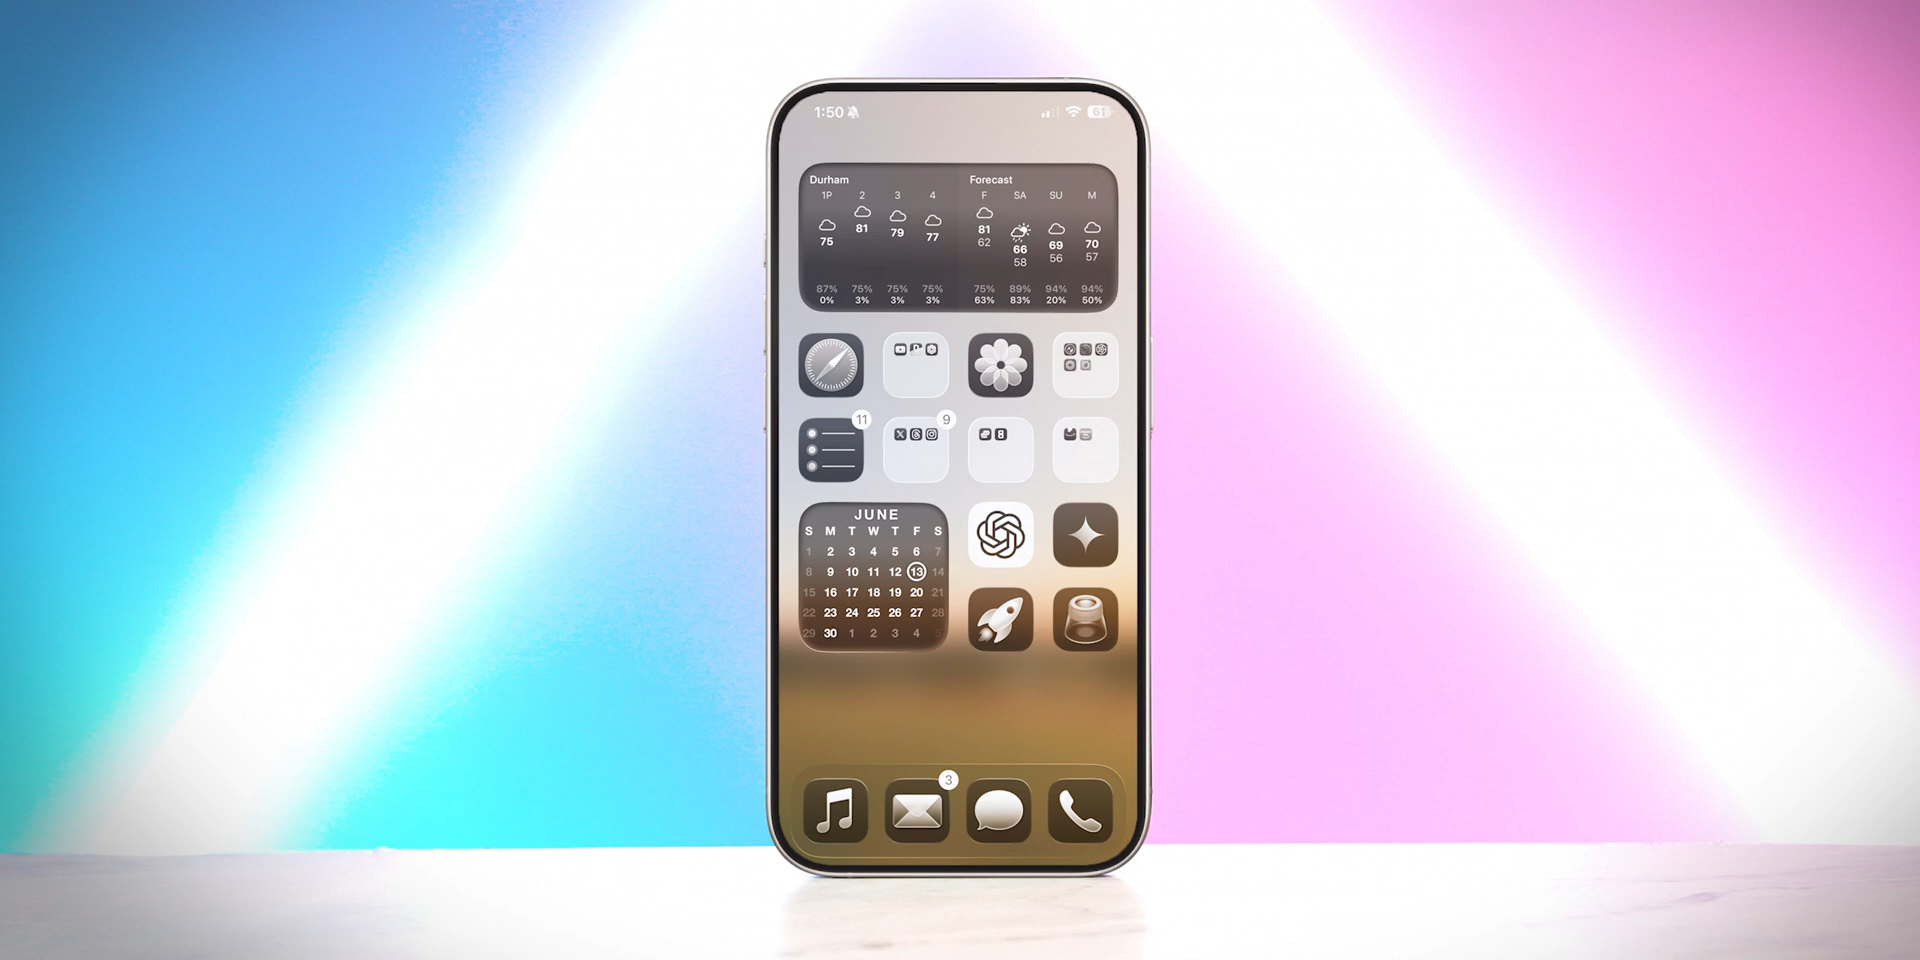 1:50 61
Durham Forecast
1P 2 3 4 F SA SU M
75 81 79 77 81 66 69 70
62 58 56 57
87% 75% 75% 75% 75% 89% 94% 94%
0% 3% 3% 3% 63% 83% 20% 50%
11 9
JUNE
S M T W T F S
1 2 3 4 5 6 7
8 9 10 11 12 13 14
15 16 17 18 19 20 21
22 23 24 25 26 27 28
29 30 1 2 3 4 5
3